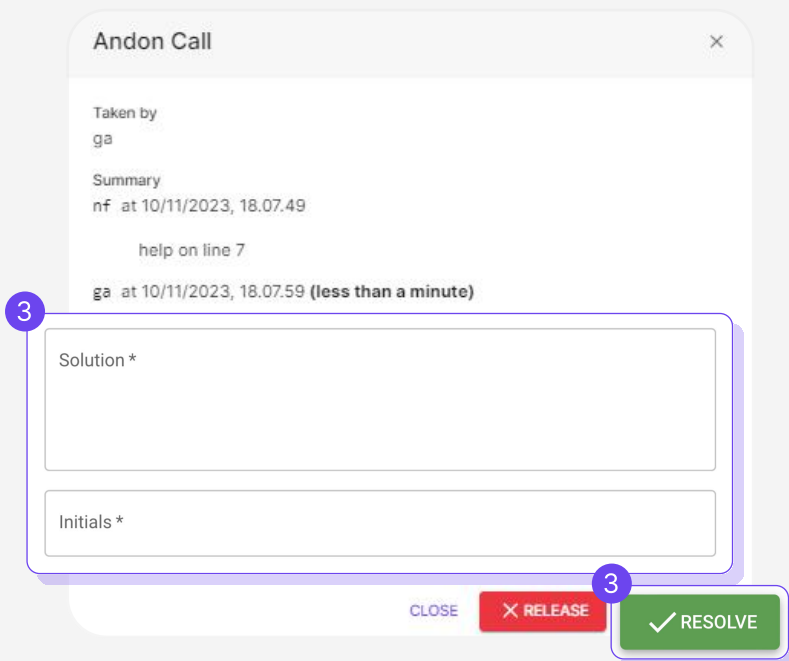 Andon Call
Taken by
ga
Summary
nf at 10/11/2023, 18.07.49
help on line 7
ga at 10/11/2023, 18.07.59 (less than a minute)
3
Solution *
Initials *
3
CLOSE
RELEASE
RESOLVE